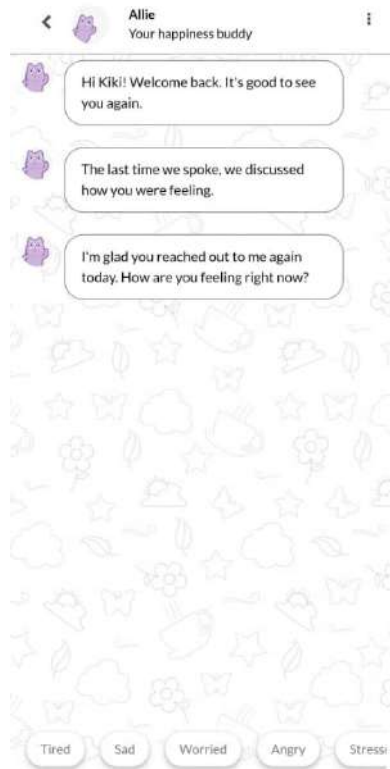 Allie
Your happiness buddy
Hi Kiki! Welcome back. It's good to see
you again.
The last time we spoke, we discussed
how you were feeling.
I'm glad you reached out to me again
today. How are you feeling right now?
Tired Sad Worried Angry Stress